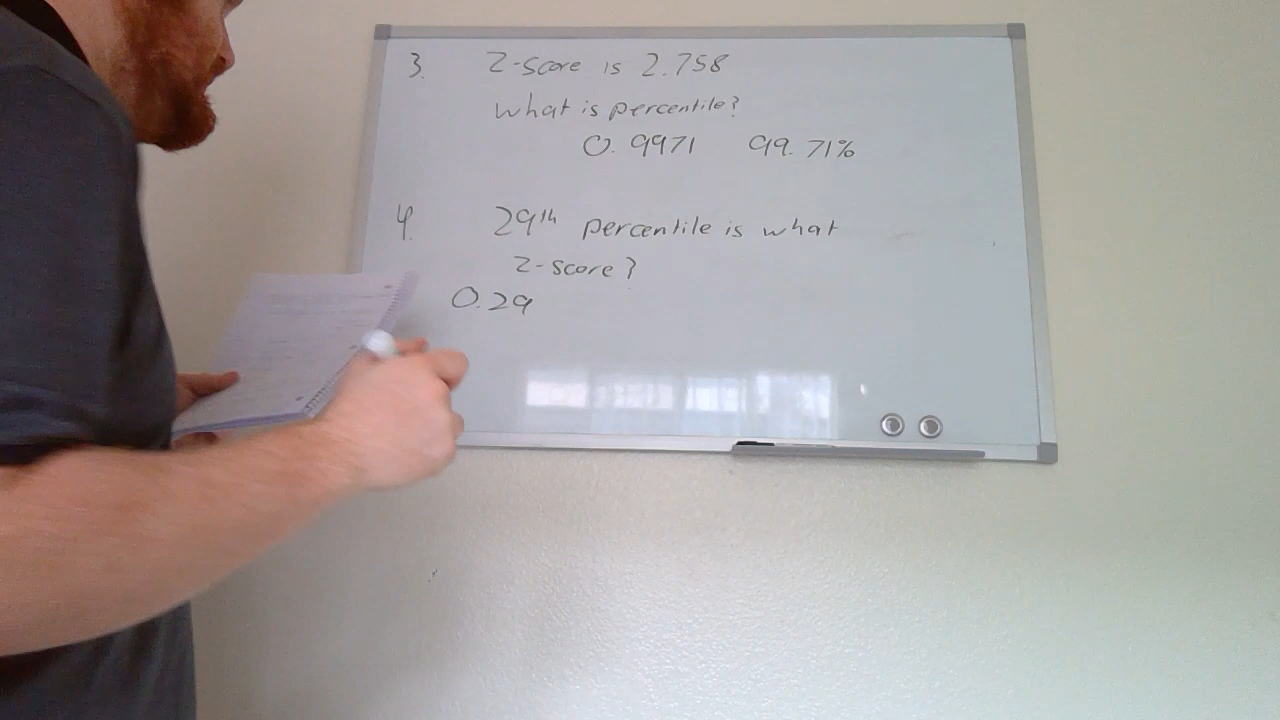 3. Z-score is 2.758
what is percentile?
0.9971 99.71%
4. 29th percentile is what
z-score?
0.29